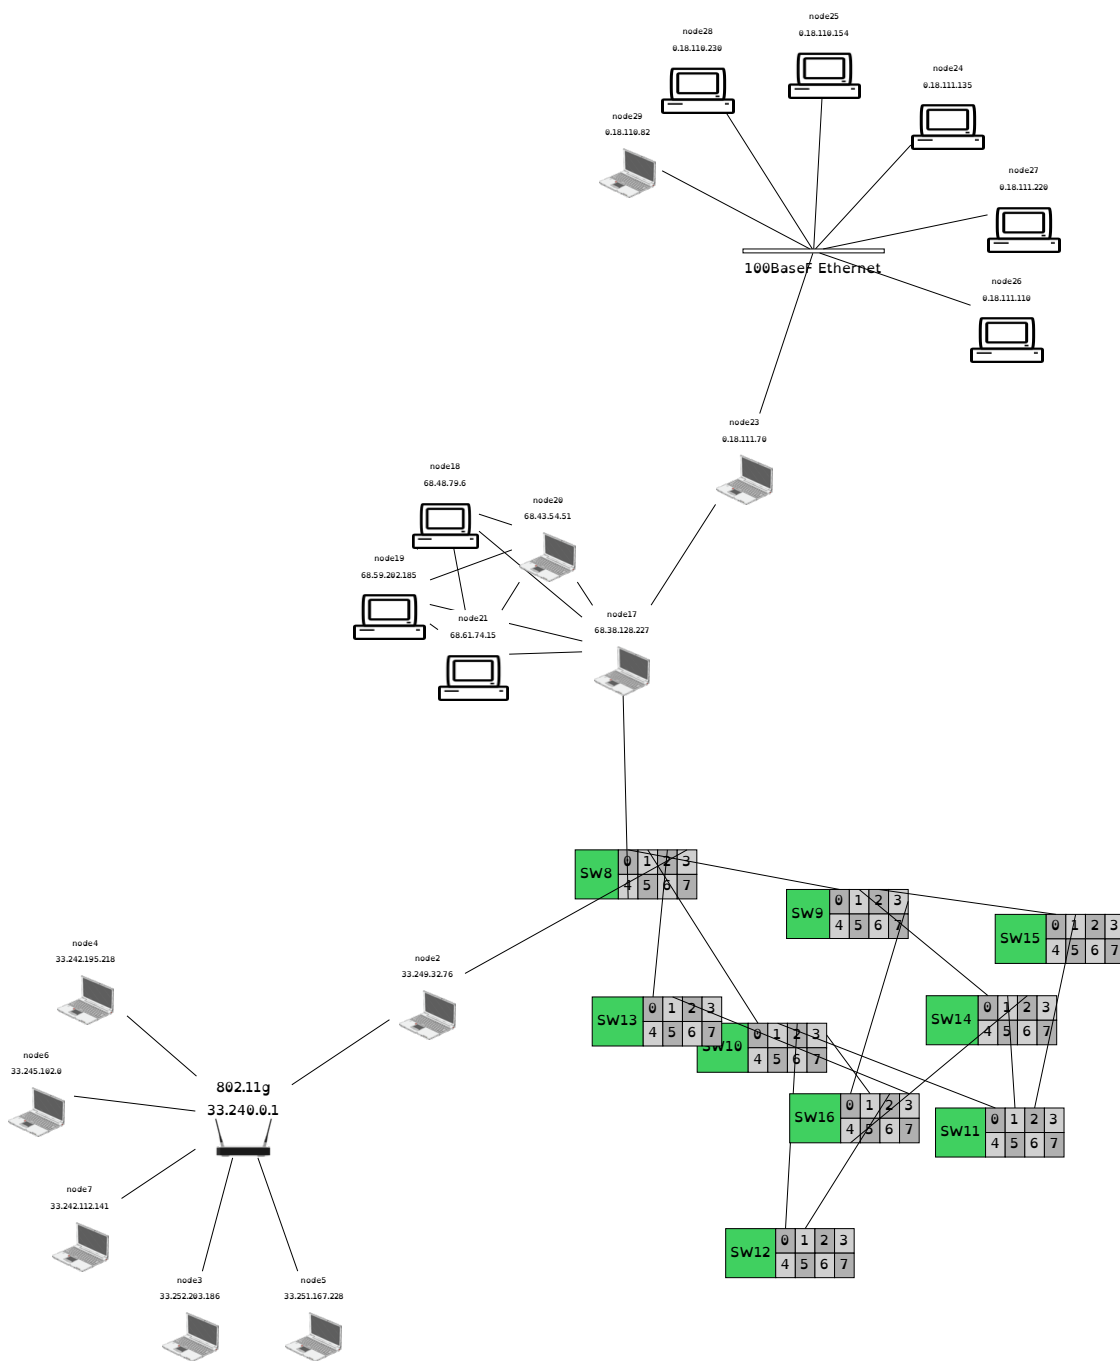 node25
0.18.110.154
node28
0.18.110.230
node24
0.18.111.135
node29
0.18.110.82
node27
0.18.111.220
100BaseF Ethernet
node26
0.18.111.110
node23
0.18.111.70
node18
68.48.79.6
node20
68.43.54.51
node19
68.59.202.185
node21
68.61.74.15
node17
68.38.128.227
SW8 0 1 2 3
4 5 6 7
SW9 0 1 2 3
4 5 6 7
SW15 0 1 2 3
4 5 6 7
node4
33.242.195.218
node2
33.249.32.76
SW13 0 1 2 3
4 5 6 7
SW10 0 1 2 3
4 5 6 7
SW14 0 1 2 3
4 5 6 7
node6
33.245.102.0
802.11g
33.240.0.1
SW16 0 1 2 3
4 5 6 7
SW11 0 1 2 3
4 5 6 7
node7
33.242.112.141
SW12 0 1 2 3
4 5 6 7
node3
33.252.203.186
node5
33.251.167.228